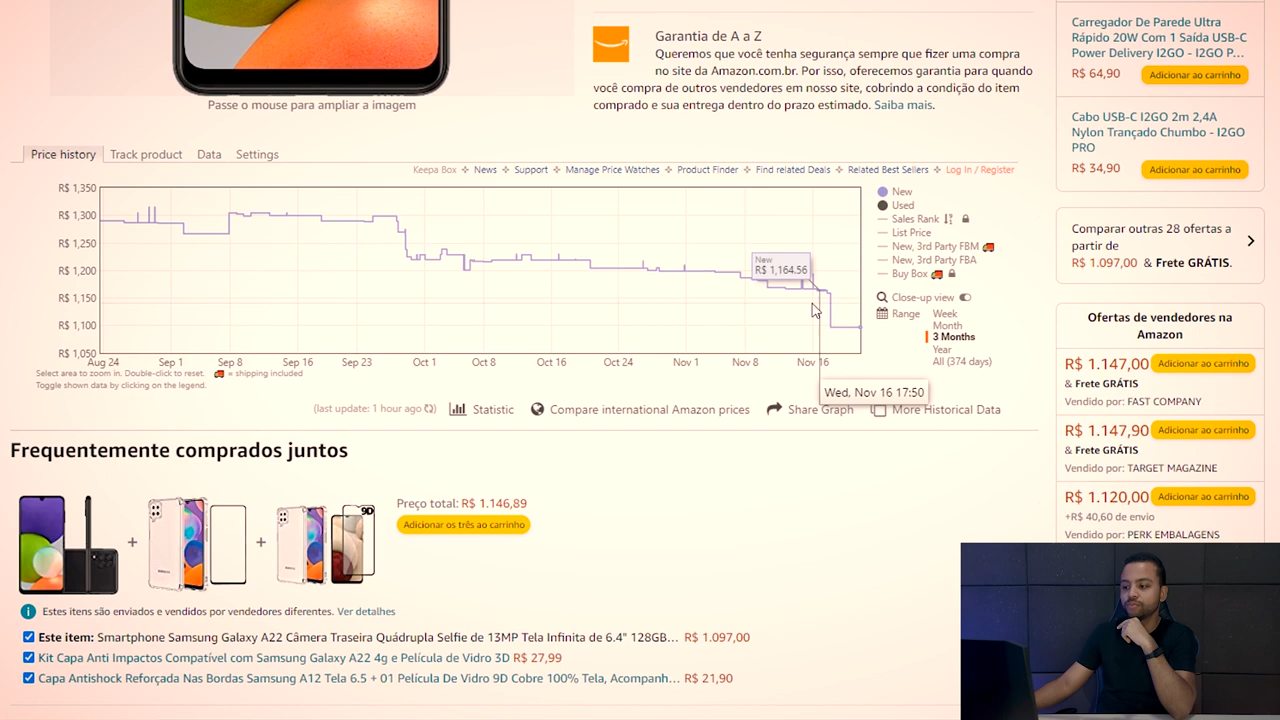 Passe o mouse para ampliar a imagem
Garantia de A a Z
Queremos que você tenha segurança sempre que fizer uma compra
no site da Amazon.com.br. Por isso, oferecemos garantia para quando
você compra de outros vendedores em nosso site, cobrindo a condição do item
comprado e sua entrega dentro do prazo estimado. Saiba mais.
Carregador De Parede Ultra
Rápido 20W Com 1 Saída USB-C
Power Delivery I2GO - I2GO P...
R$ 64,90 Adicionar ao carrinho
Cabo USB-C I2GO 2m 2,4A
Nylon Trançado Chumbo - I2GO
PRO
R$ 34,90 Adicionar ao carrinho
Comparar outras 28 ofertas a
partir de
R$ 1.097,00 & Frete GRÁTIS.
Ofertas de vendedores na
Amazon
R$ 1.147,00 Adicionar ao carrinho
& Frete GRÁTIS
Vendido por: FAST COMPANY
R$ 1.147,90 Adicionar ao carrinho
& Frete GRÁTIS
Vendido por: TARGET MAGAZINE
R$ 1.120,00 Adicionar ao carrinho
+R$ 40,60 de envio
Vendido por: PERK EMBALAGENS
Price history Track product Data Settings
Keepa Box News Support Manage Price Watches Product Finder Find related Deals Related Best Sellers Log In / Register
R$ 1,350
R$ 1,300
R$ 1,250
R$ 1,200
R$ 1,150
R$ 1,100
R$ 1,050
Aug 24 Sep 1 Sep 8 Sep 16 Sep 23 Oct 1 Oct 8 Oct 16 Oct 24 Nov 1 Nov 8 Nov 16
New
R$ 1,164.56
Wed, Nov 16 17:50
New
Used
Sales Rank
List Price
New, 3rd Party FBM
New, 3rd Party FBA
Buy Box
Close-up view
Range Week
Month
3 Months
Year
All (374 days)
Select area to zoom in. Double-click to reset. = shipping included
Toggle shown data by clicking on the legend.
(last update: 1 hour ago) Statistic Compare international Amazon prices Share Graph More Historical Data
Frequentemente comprados juntos
9D
Preço total: R$ 1.146,89
Adicionar os três ao carrinho
Estes itens são enviados e vendidos por vendedores diferentes. Ver detalhes
Este item: Smartphone Samsung Galaxy A22 Câmera Traseira Quádrupla Selfie de 13MP Tela Infinita de 6.4" 128GB... R$ 1.097,00
Kit Capa Anti Impactos Compatível com Samsung Galaxy A22 4g e Película de Vidro 3D R$ 27,99
Capa Antishock Reforçada Nas Bordas Samsung A12 Tela 6.5 + 01 Película De Vidro 9D Cobre 100% Tela, Acompanh... R$ 21,90